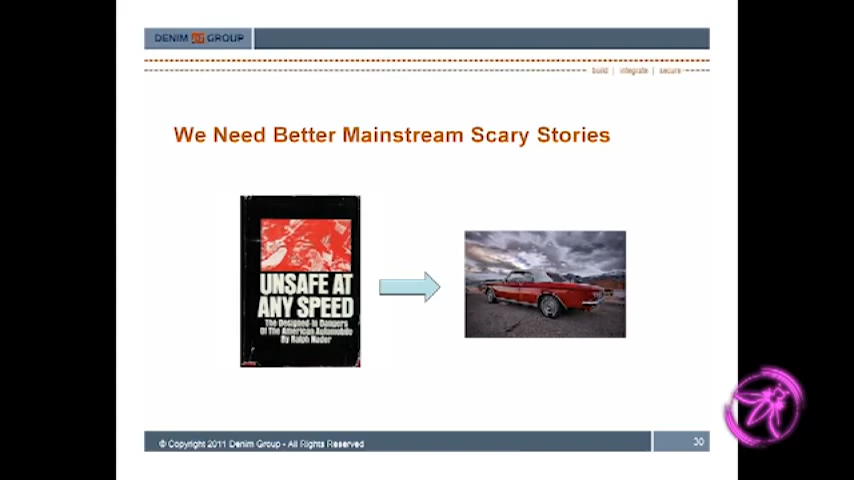 DENIM GROUP
build | integrate | secure
We Need Better Mainstream Scary Stories
UNSAFE AT
ANY SPEED
The Designed-In Dangers
Of The American Automobile
By Ralph Nader
© Copyright 2011 Denim Group - All Rights Reserved
30